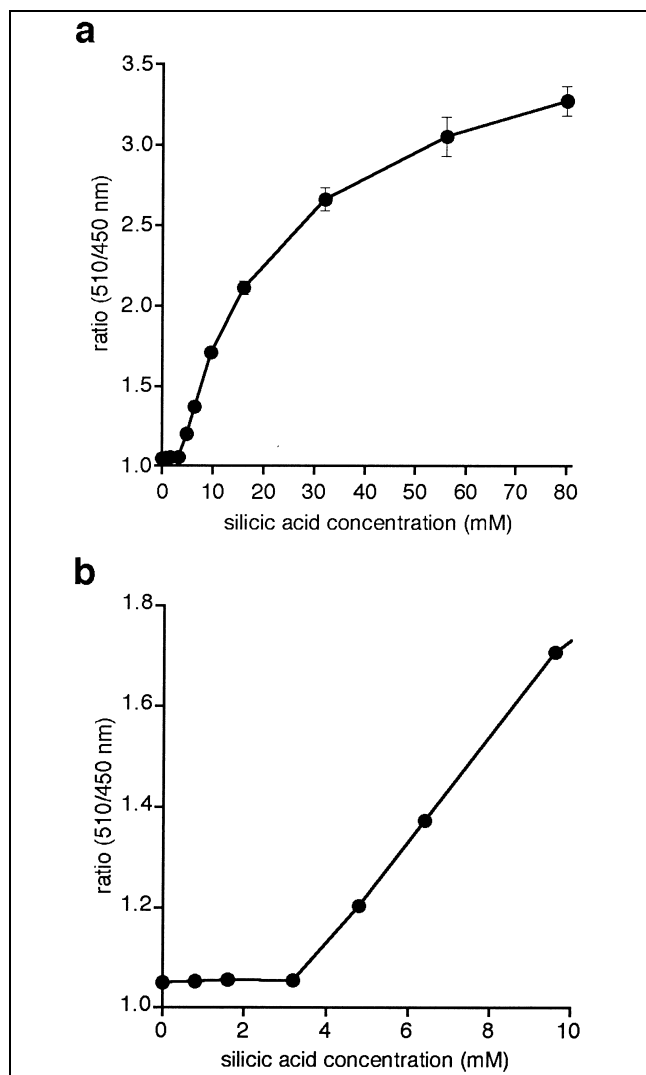 a
3.5
3.0
2.5
2.0
1.5
1.0
ratio (510/450 nm)
0 10 20 30 40 50 60 70 80
silicic acid concentration (mM)
b
1.8
1.6
1.4
1.2
1.0
ratio (510/450 nm)
0 2 4 6 8 10
silicic acid concentration (mM)